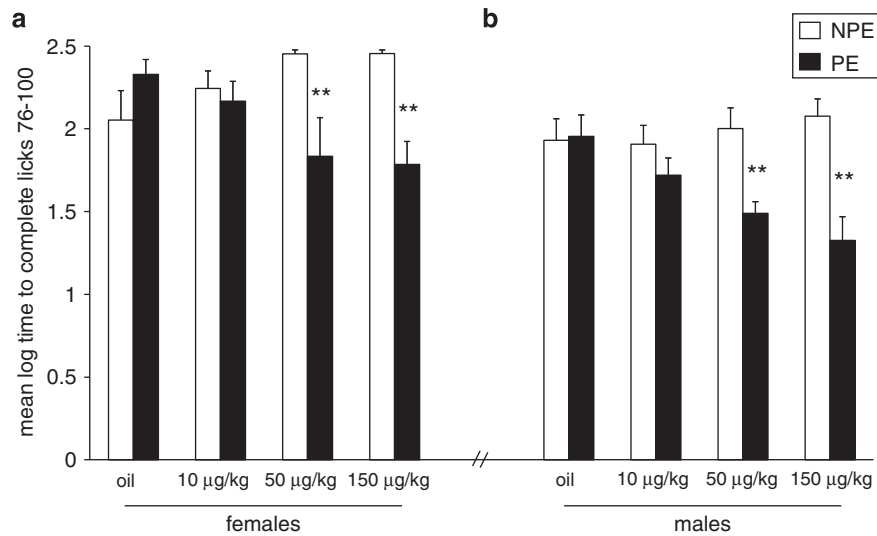 a
b
NPE
PE
mean log time to complete licks 76-100
2.5
2
1.5
1
0.5
0
**
**
**
**
//
oil
10 μg/kg
50 μg/kg
150 μg/kg
oil
10 μg/kg
50 μg/kg
150 μg/kg
females
males